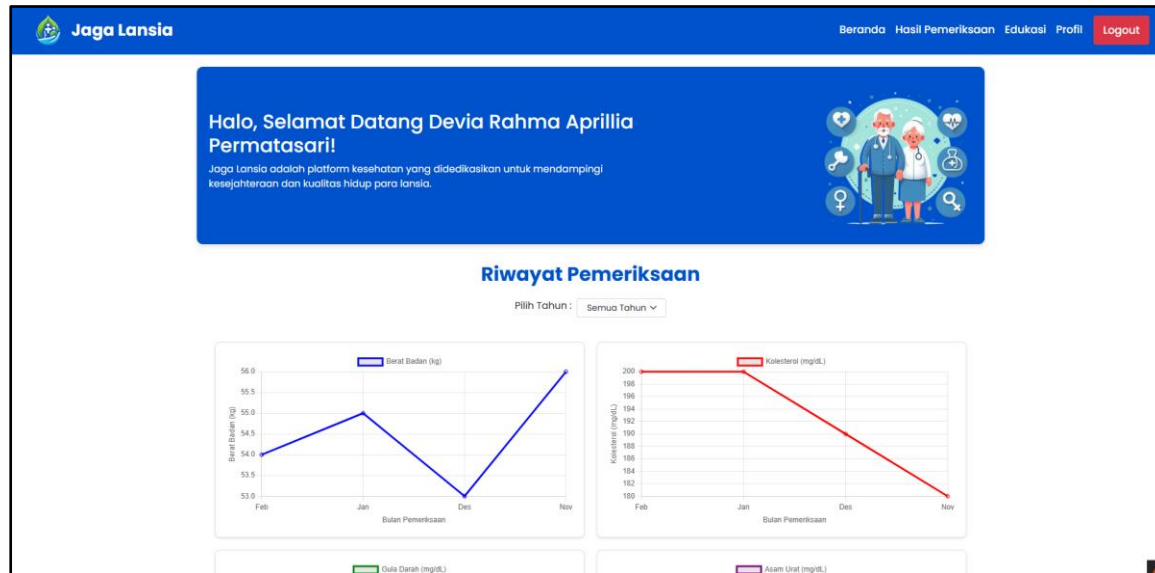 Jaga Lansia
Beranda Hasil Pemeriksaan Edukasi Profil Logout
Halo, Selamat Datang Devia Rahma Aprillia
Permatasari!
Jaga Lansia adalah platform kesehatan yang didedikasikan untuk mendampingi
kesejahteraan dan kualitas hidup para lansia.
Riwayat Pemeriksaan
Pilih Tahun : Semua Tahun
Berat Badan (kg)
56.0
55.5
55.0
54.5
54.0
53.5
53.0
Berat Badan (kg)
Feb Jan Des Nov
Bulan Pemeriksaan
Kolesterol (mg/dL)
200
198
196
194
192
190
188
186
184
182
180
Kolesterol (mg/dL)
Feb Jan Des Nov
Bulan Pemeriksaan
Gula Darah (mg/dL)
Asam Urat (mg/dL)